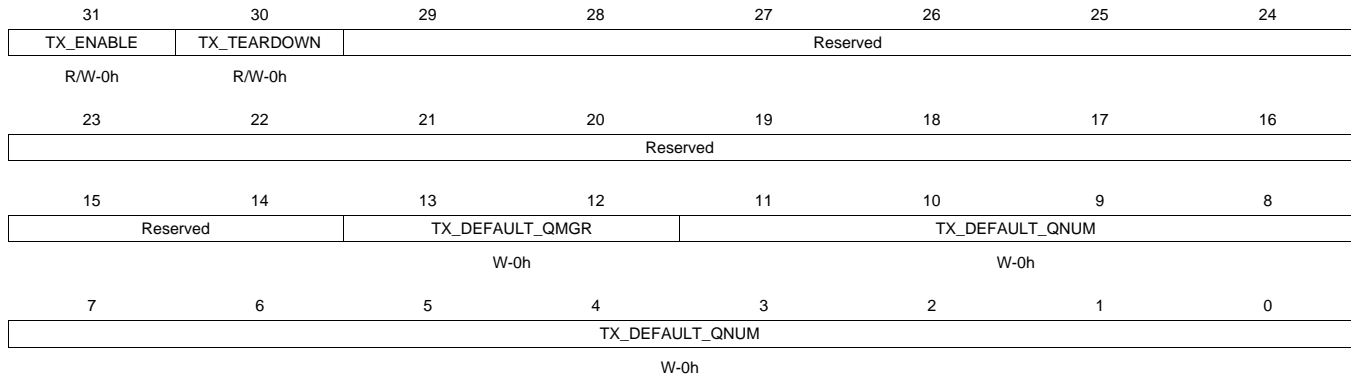 31 30 29 28 27 26 25 24
TX_ENABLE TX_TEARDOWN Reserved
R/W-0h R/W-0h
23 22 21 20 19 18 17 16
Reserved
15 14 13 12 11 10 9 8
Reserved TX_DEFAULT_QMGR TX_DEFAULT_QNUM
W-0h W-0h
7 6 5 4 3 2 1 0
TX_DEFAULT_QNUM
W-0h